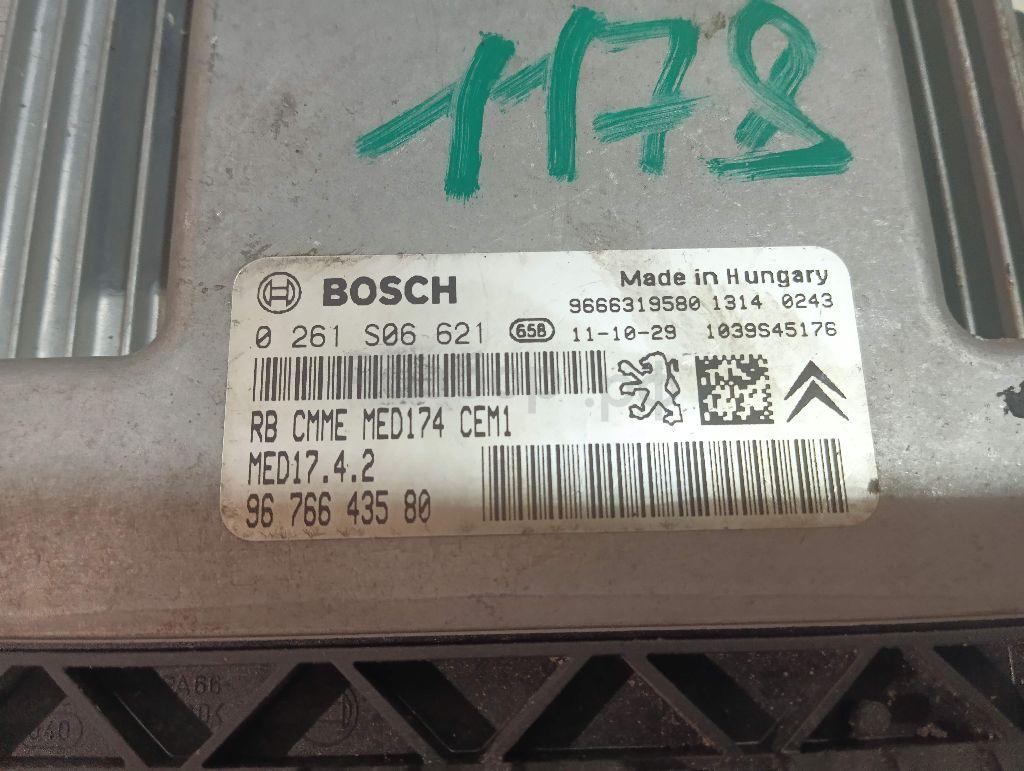 1178
BOSCH
Made in Hungary
9666319580 1314 0243
0 261 S06 621 658 11-10-29 1039S45176
RB CMME MED174 CEM1
MED17.4.2
96 766 435 80